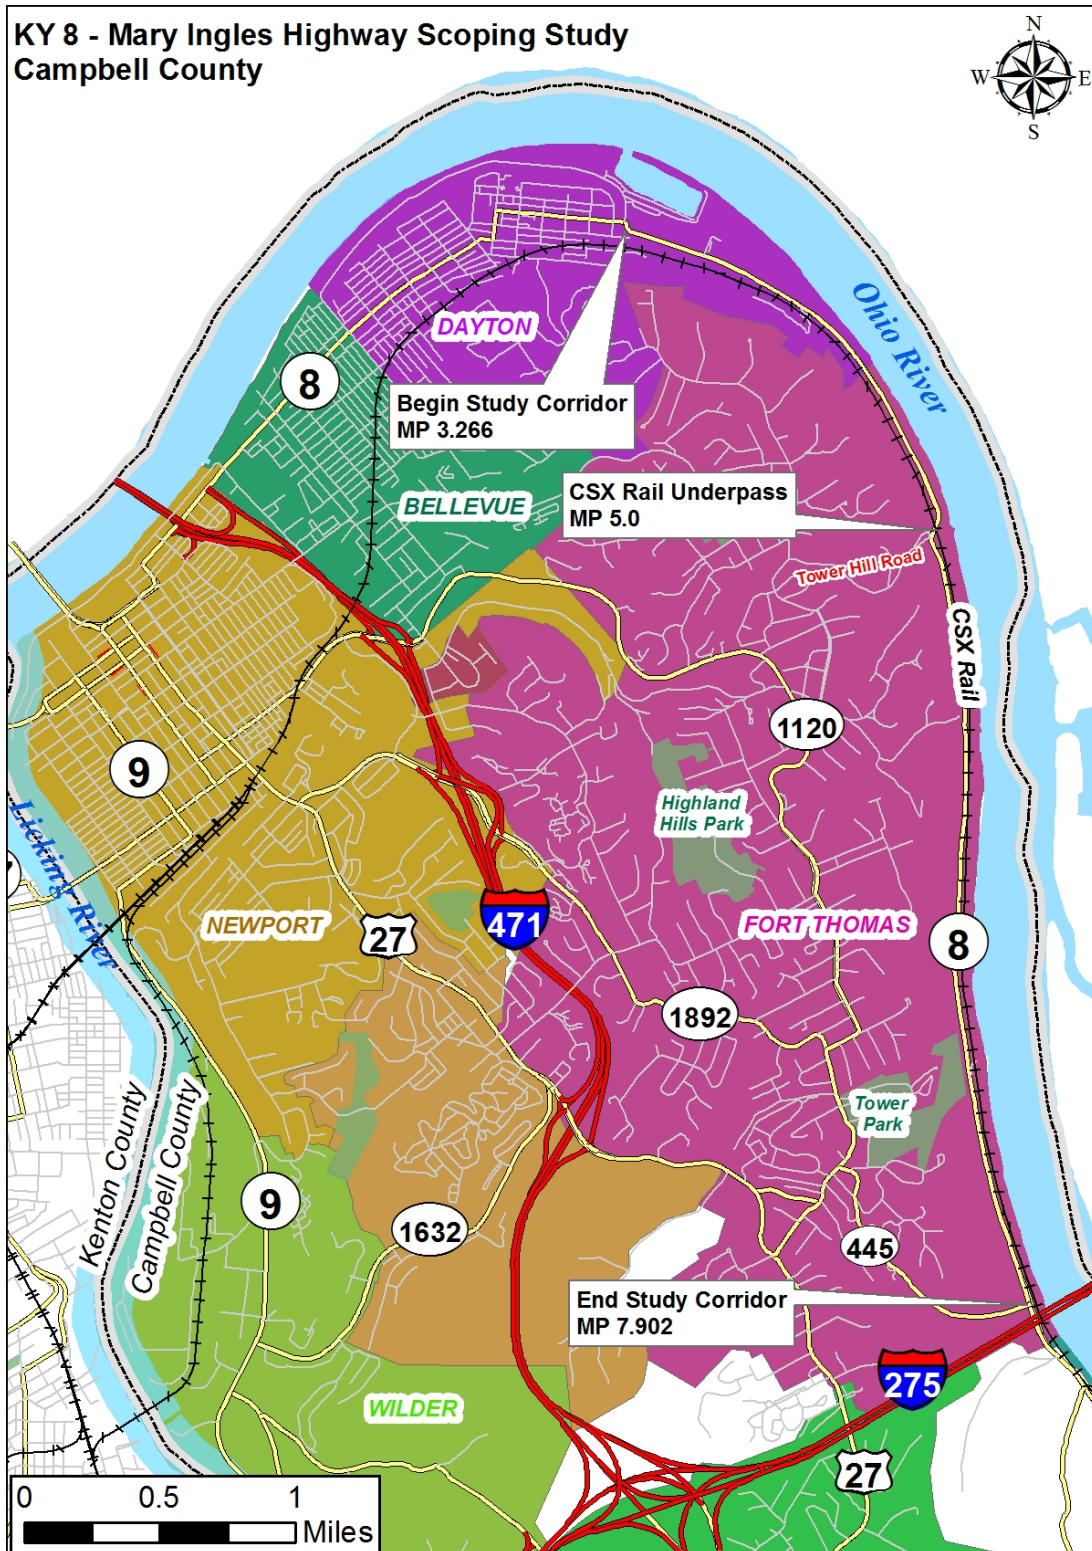 KY 8 - Mary Ingles Highway Scoping Study
Campbell County
N
W
E
S
Ohio River
DAYTON
8
Begin Study Corridor
MP 3.266
CSX Rail Underpass
MP 5.0
BELLEVUE
Tower Hill Road
CSX Rail
1120
9
Highland
Hills Park
Licking River
NEWPORT
27
471
FORT THOMAS
8
1892
Tower
Park
Kenton County
Campbell County
9
1632
445
End Study Corridor
MP 7.902
275
WILDER
27
0
0.5
1
Miles